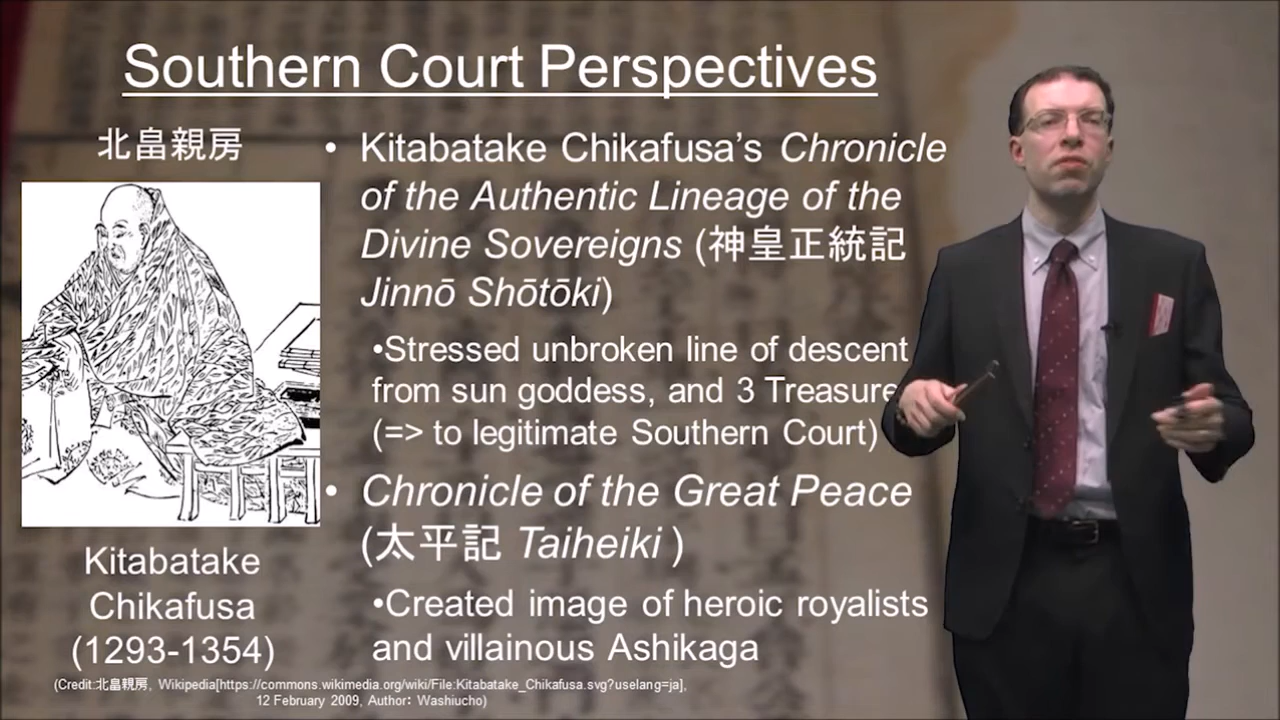 Southern Court Perspectives
北畠親房
• Kitabatake Chikafusa’s Chronicle
of the Authentic Lineage of the
Divine Sovereigns (神皇正統記
Jinnō Shōtōki)
•Stressed unbroken line of descent
from sun goddess, and 3 Treasure
(=> to legitimate Southern Court)
• Chronicle of the Great Peace
(太平記 Taiheiki )
•Created image of heroic royalists
and villainous Ashikaga
Kitabatake
Chikafusa
(1293-1354)
(Credit:北畠親房, Wikipedia[https://commons.wikimedia.org/wiki/File:Kitabatake_Chikafusa.svg?uselang=ja],
12 February 2009, Author: Washiucho)